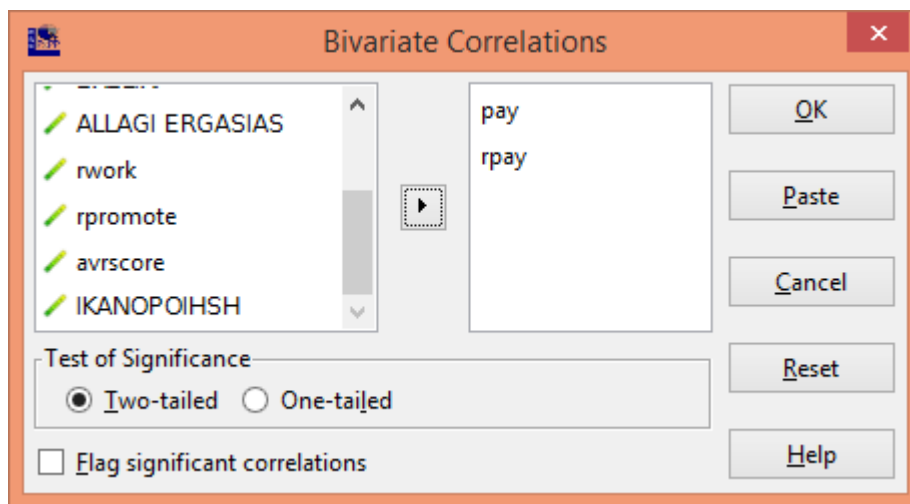 Bivariate Correlations
ALLAGI ERGASIAS
rwork
rpromote
avrscore
IKANOPOIHSH
pay
rpay
OK
Paste
Cancel
Reset
Help
Test of Significance
Two-tailed One-tailed
Flag significant correlations